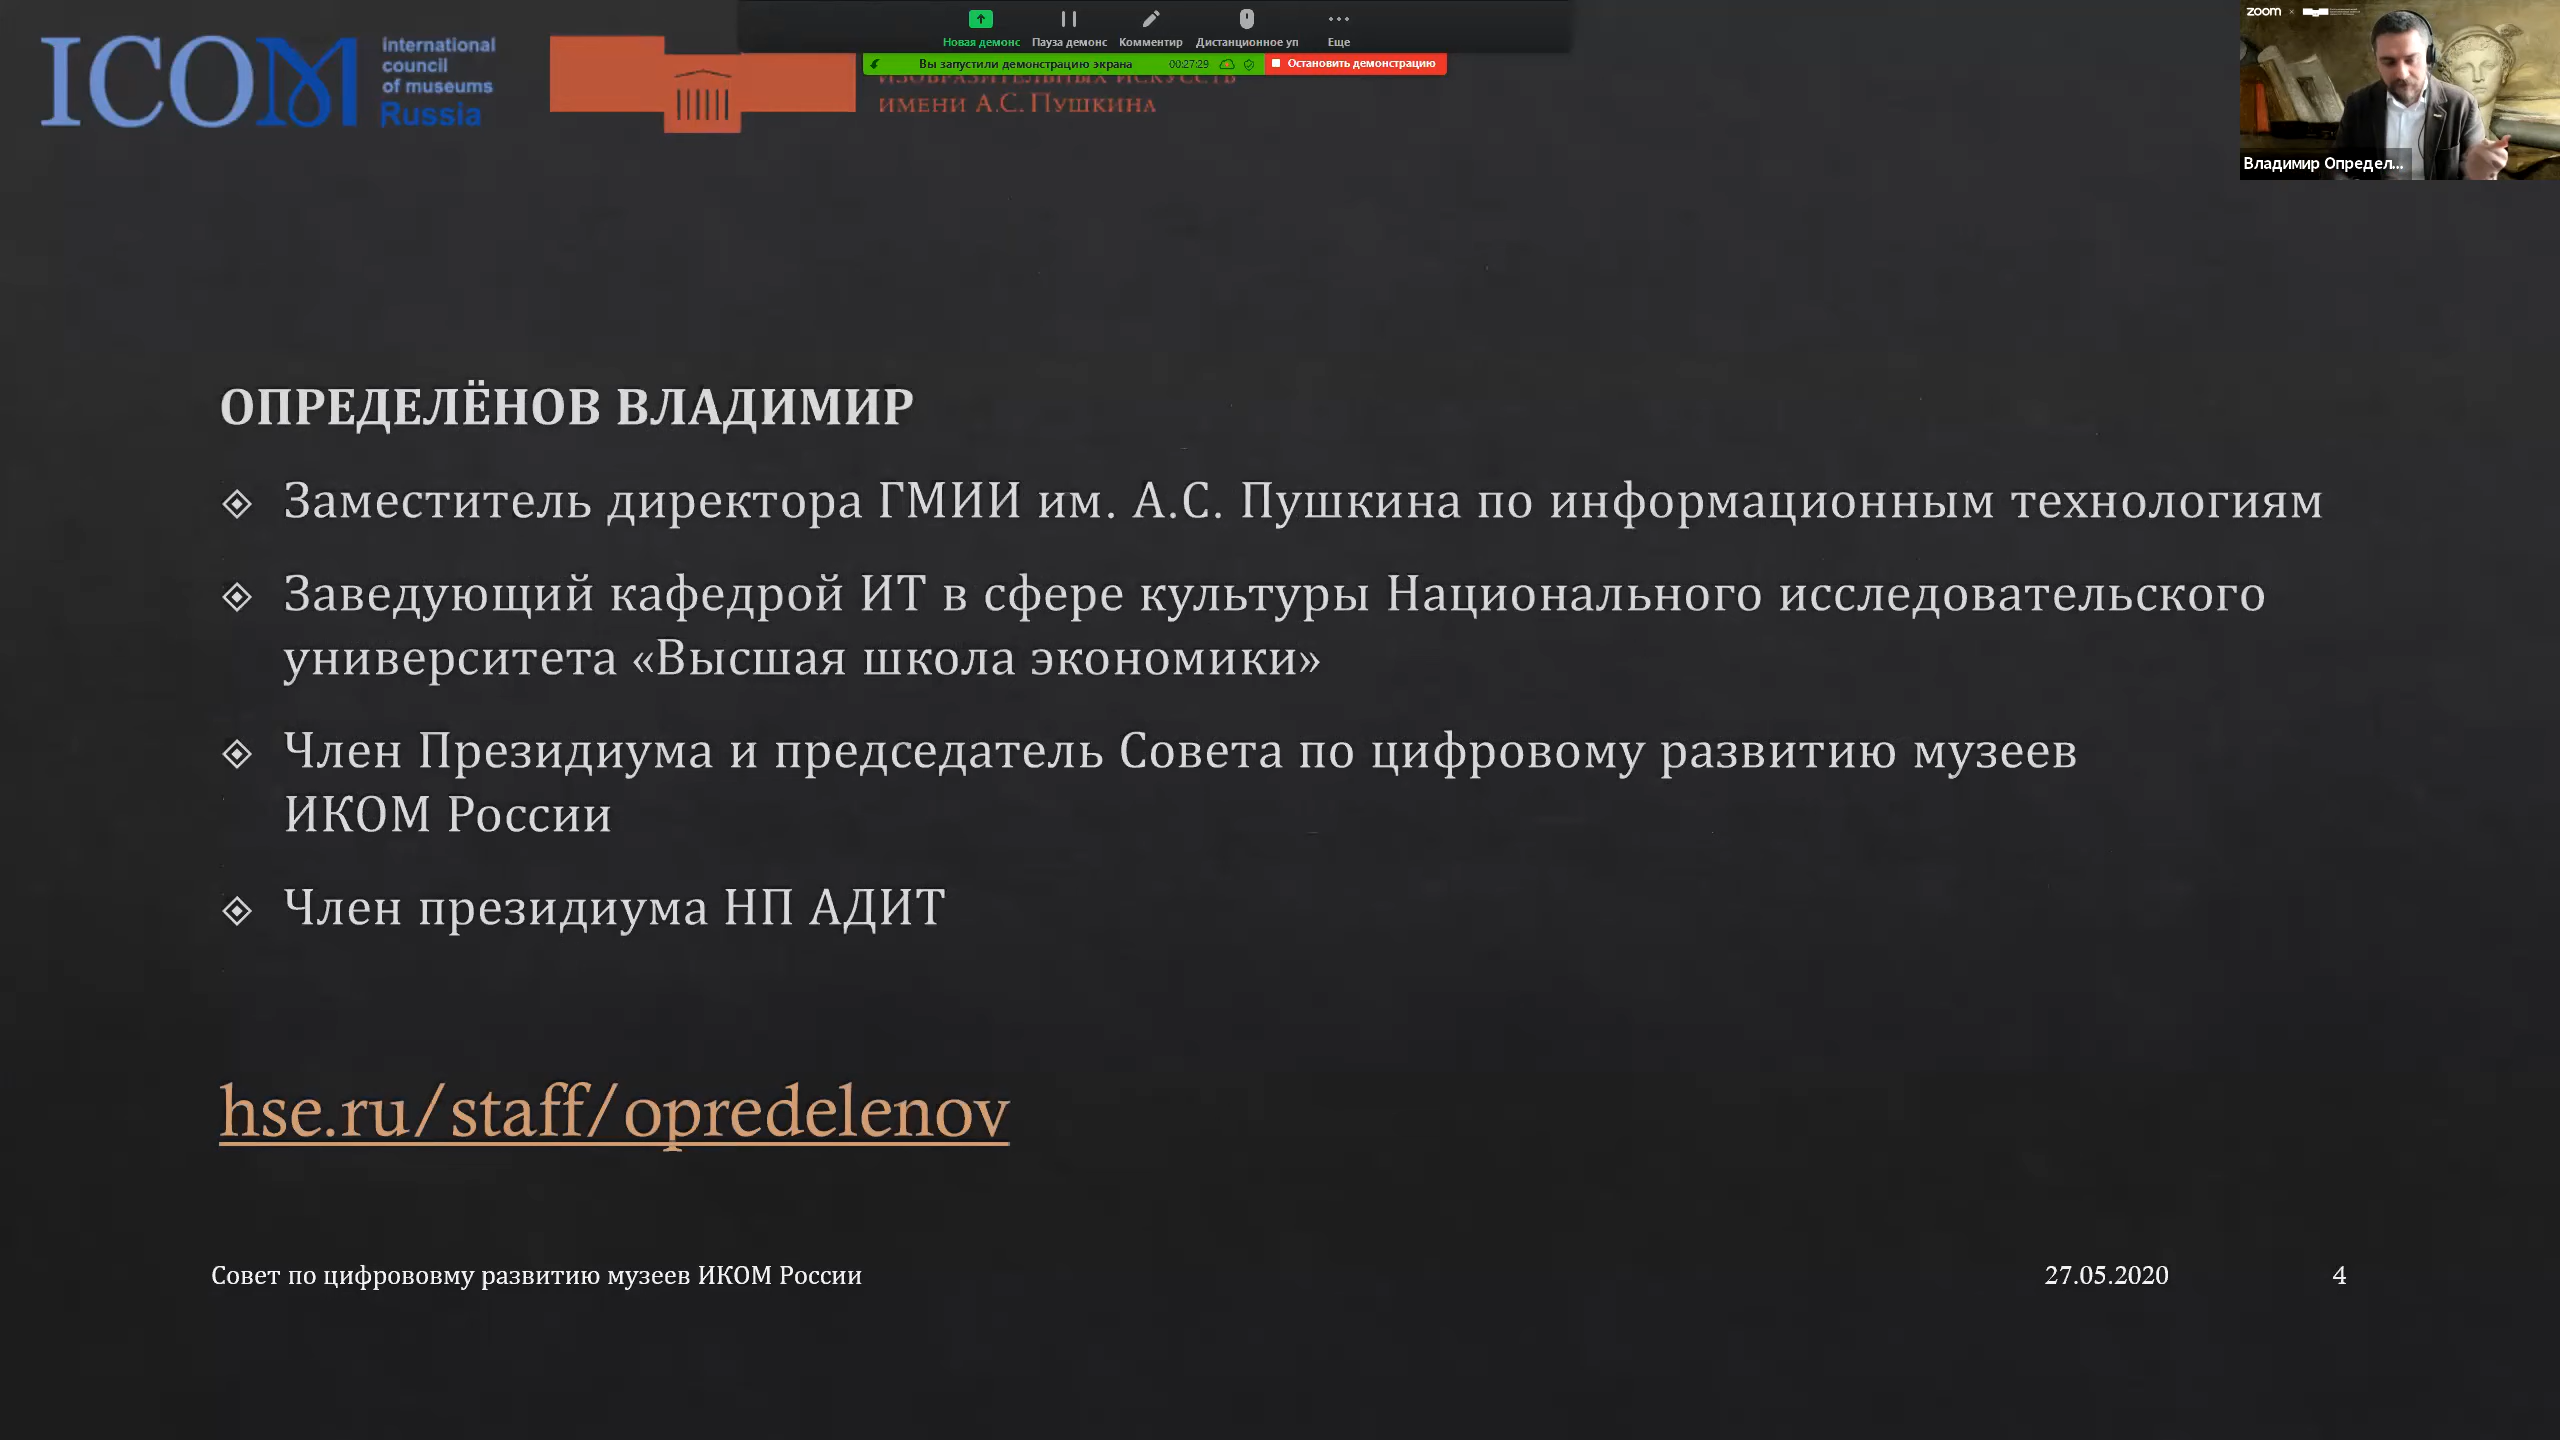 ICOM
international
council
of museums
Russia
Новая демонс
Пауза демонс
Комментир
Дистанционное уп
Еще
Вы запустили демонстрацию экрана
00:27:29
Остановить демонстрацию
ИЗОБРАЗИТЕЛЬНЫХ ИСКУССТВ
ИМЕНИ А.С. ПУШКИНА
zoom
Владимир Определ...
ОПРЕДЕЛЁНОВ ВЛАДИМИР
Заместитель директора ГМИИ им. А.С. Пушкина по информационным технологиям
Заведующий кафедрой ИТ в сфере культуры Национального исследовательского
университета «Высшая школа экономики»
Член Президиума и председатель Совета по цифровому развитию музеев
ИКОМ России
Член президиума НП АДИТ
hse.ru/staff/opredelenov
Совет по цифрововму развитию музеев ИКОМ России
27.05.2020
4